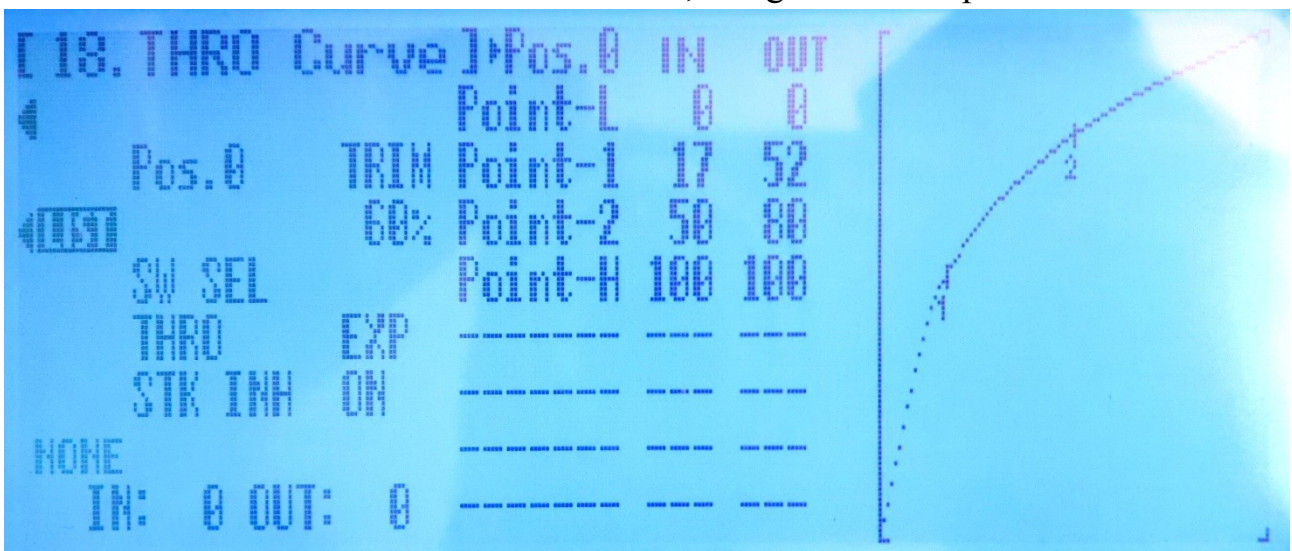 [18.THRO Curve]▸Pos.0 IN OUT
Point-L 0 0
Pos.0 TRIM Point-1 17 52
60% Point-2 50 80
SW SEL Point-H 100 100
THRO EXP -------- --- ---
STK INH ON -------- --- ---
NONE -------- --- ---
IN: 0 OUT: 0 -------- --- ---
2
1